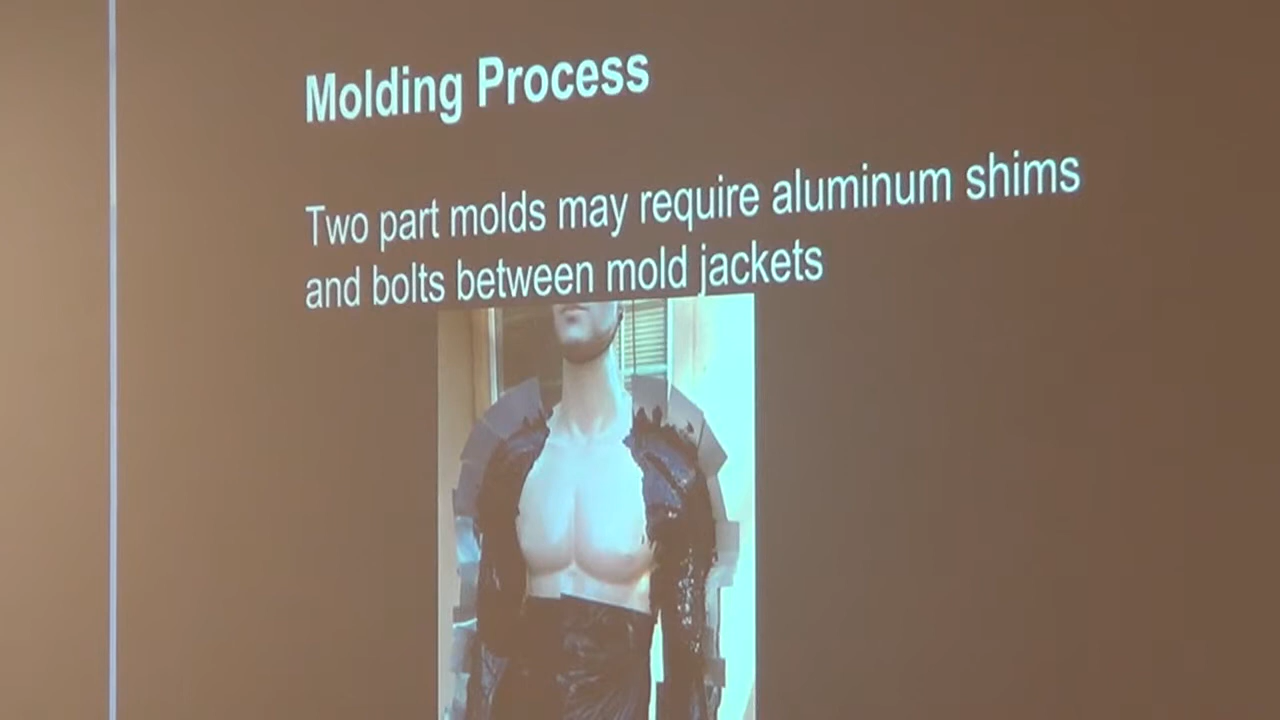 Molding Process
Two part molds may require aluminum shims
and bolts between mold jackets